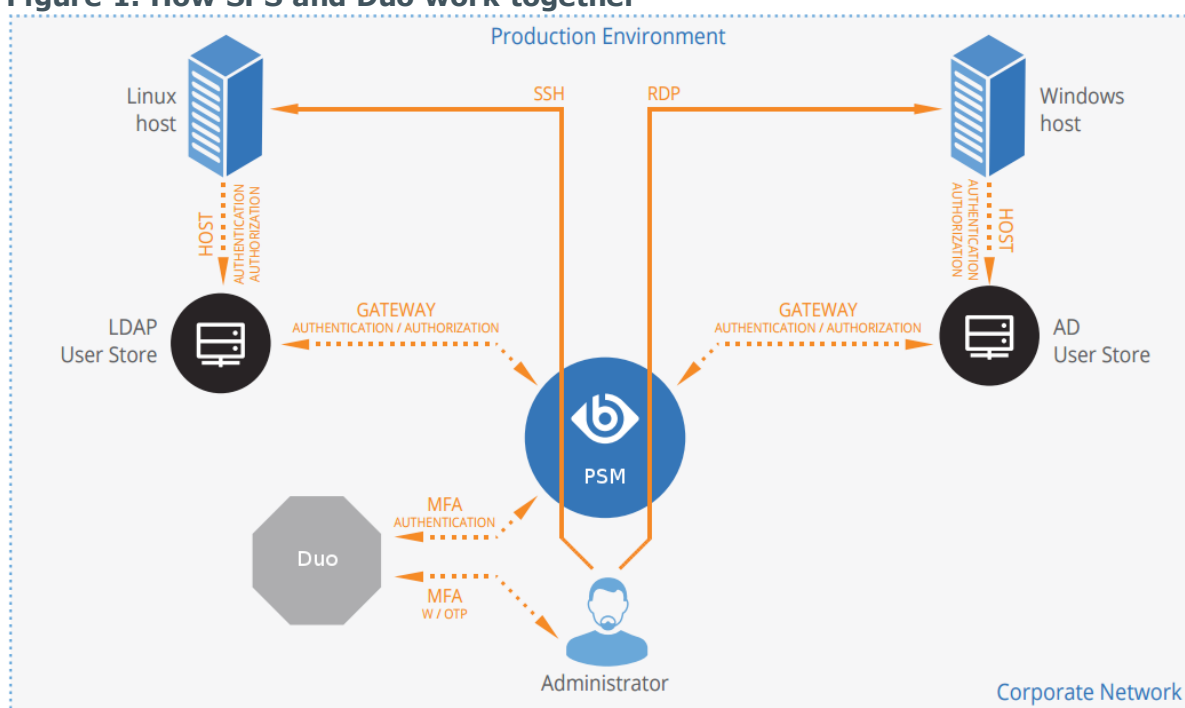 Figure 1: How SPS and Duo work together
Production Environment
Linux
host
SSH
RDP
Windows
host
HOST
AUTHENTICATION
AUTHORIZATION
HOST
AUTHENTICATION
AUTHORIZATION
LDAP
User Store
GATEWAY
AUTHENTICATION / AUTHORIZATION
GATEWAY
AUTHENTICATION / AUTHORIZATION
AD
User Store
PSM
MFA
AUTHENTICATION
Duo
MFA
W / OTP
Administrator
Corporate Network